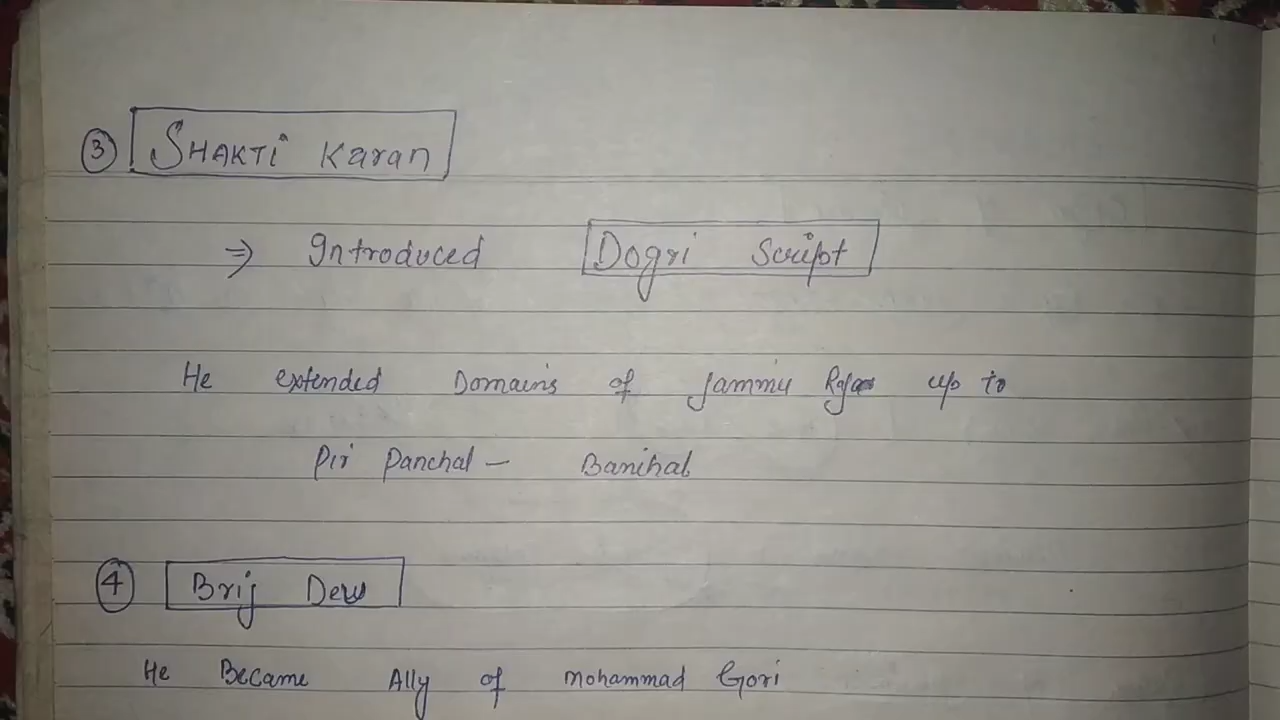 ③ SHAKTi Karan
⇒ Introduced Dogri Script
He extended Domains of Jammu up to
Pir Panchal - Banihal
④ Brij Dev
He Became Ally of Mohammad Gori